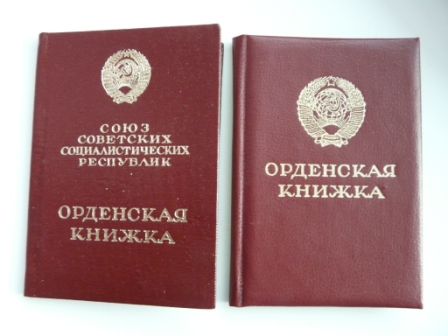 СОЮЗ
СОВЕТСКИХ
СОЦИАЛИСТИЧЕСКИХ
РЕСПУБЛИК
ОРДЕНСКАЯ
КНИЖКА
ОРДЕНСКАЯ
КНИЖКА